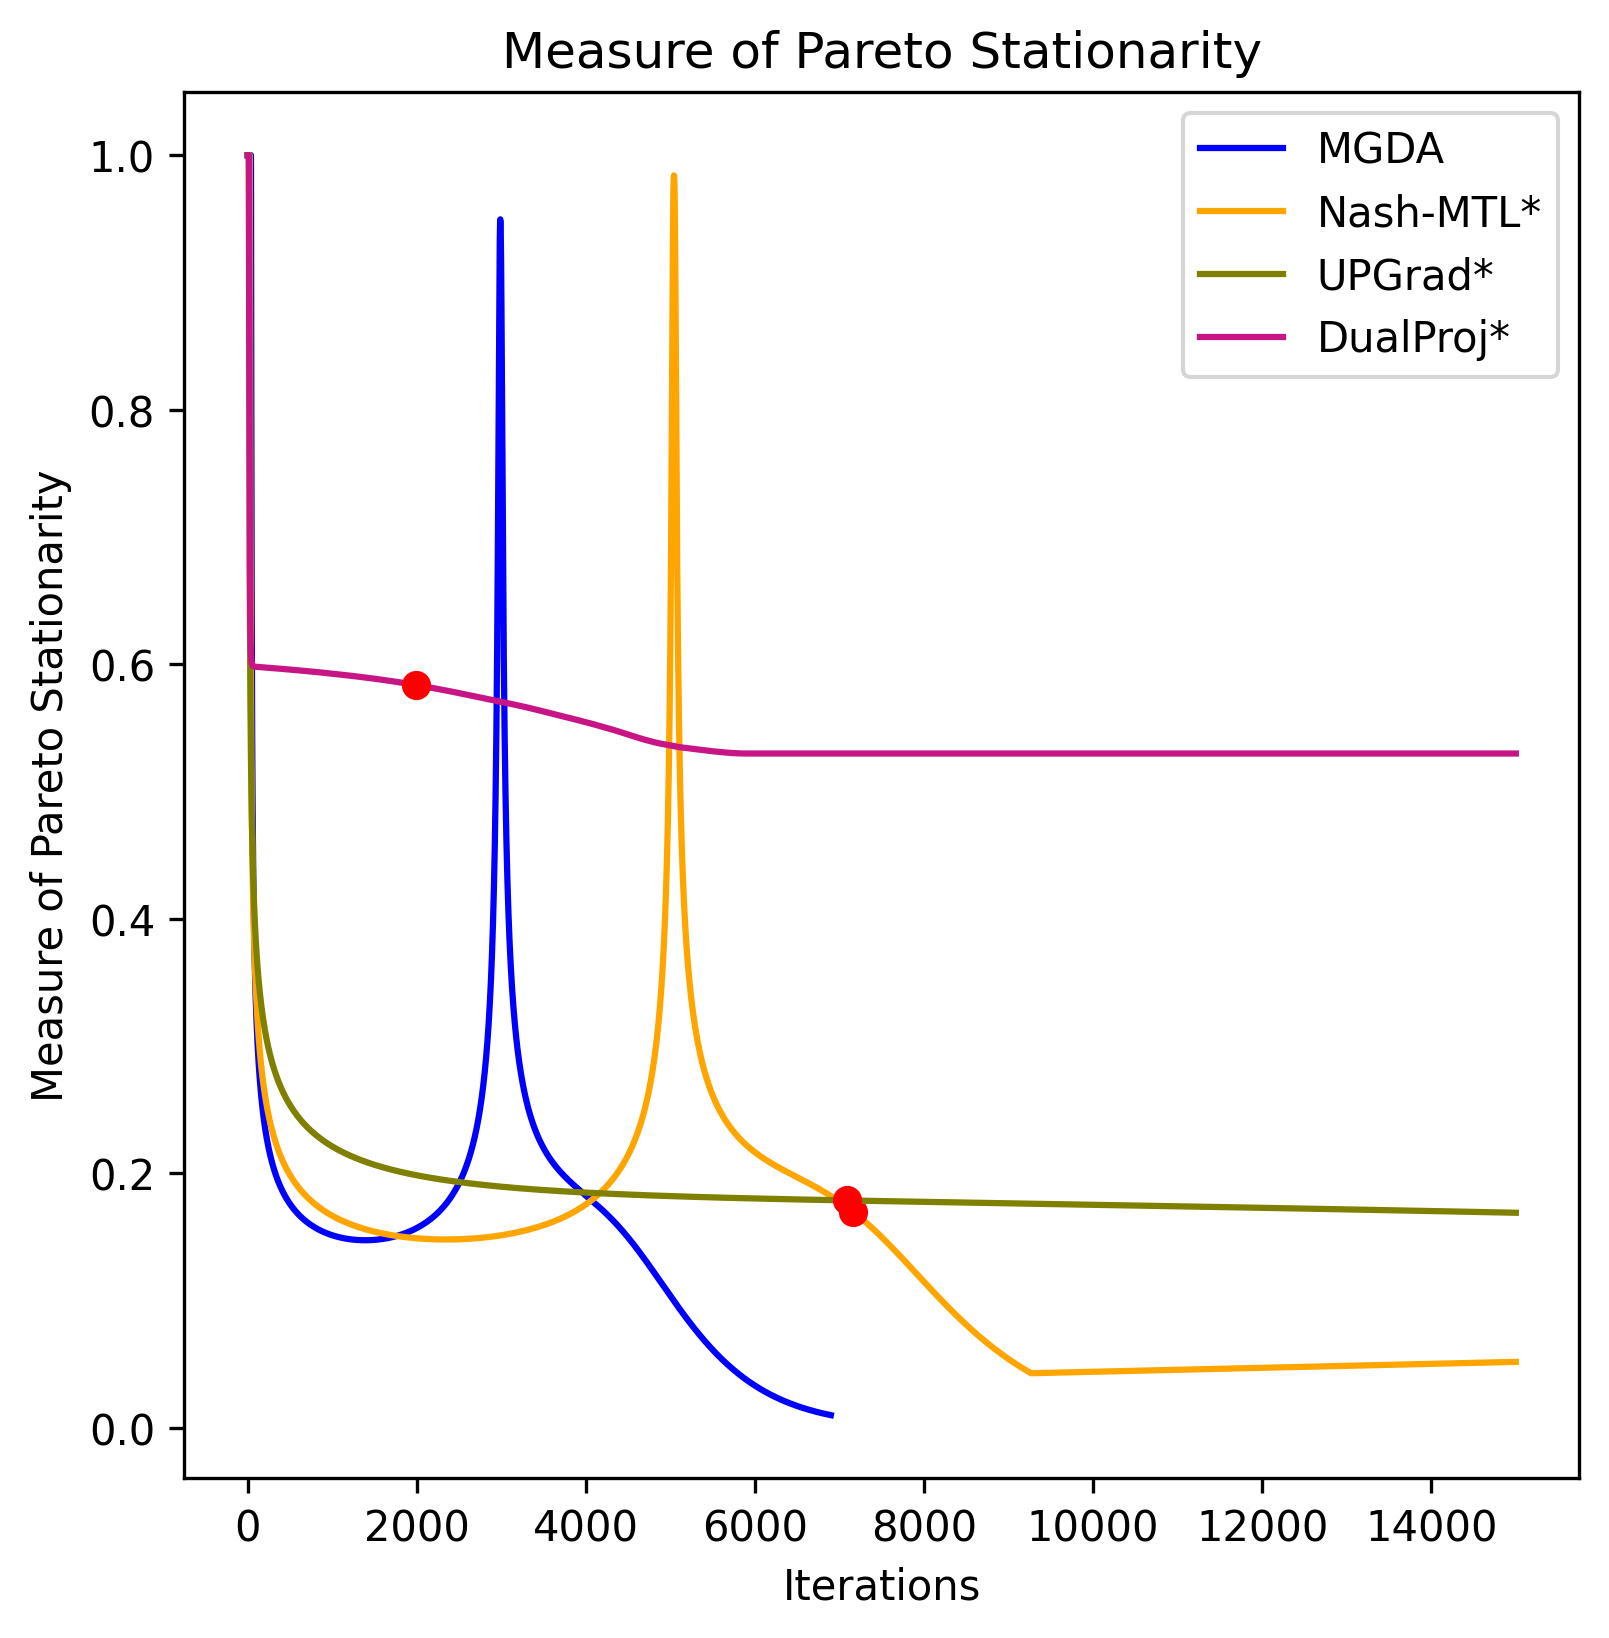 Measure of Pareto Stationarity
MGDA
Nash-MTL*
UPGrad*
DualProj*
Measure of Pareto Stationarity
1.0
0.8
0.6
0.4
0.2
0.0
0 2000 4000 6000 8000 10000 12000 14000
Iterations